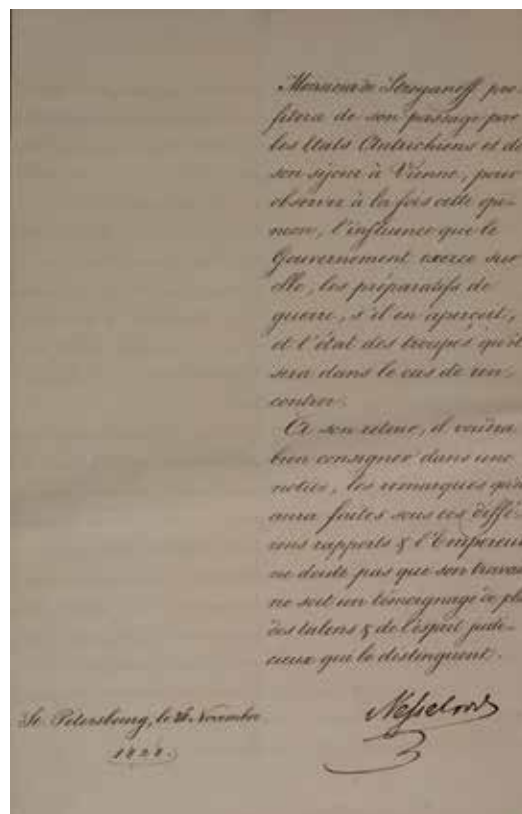 Monsieur de Stroganoff pro-
fitera de son passage par
les Etats Autrichiens et de
son séjour à Vienne, pour
observer à la fois cette opi-
nion, l'influence que le
Gouvernement exerce sur
elle, les préparatifs de
guerre, s'il en aperçoit,
et l'état des troupes qu'il
sera dans le cas de ren-
contrer.
A son retour, il voudra
bien consigner dans une
notice, les remarques qu'il
aura faites sous ces diffé-
rens rapports & l'Empereur
ne doute pas que son travail
ne soit un témoignage de plus
des talens & de l'esprit judi-
cieux qui le distinguent.
St. Pétersbourg, le 26 Novembre
Nesselrode